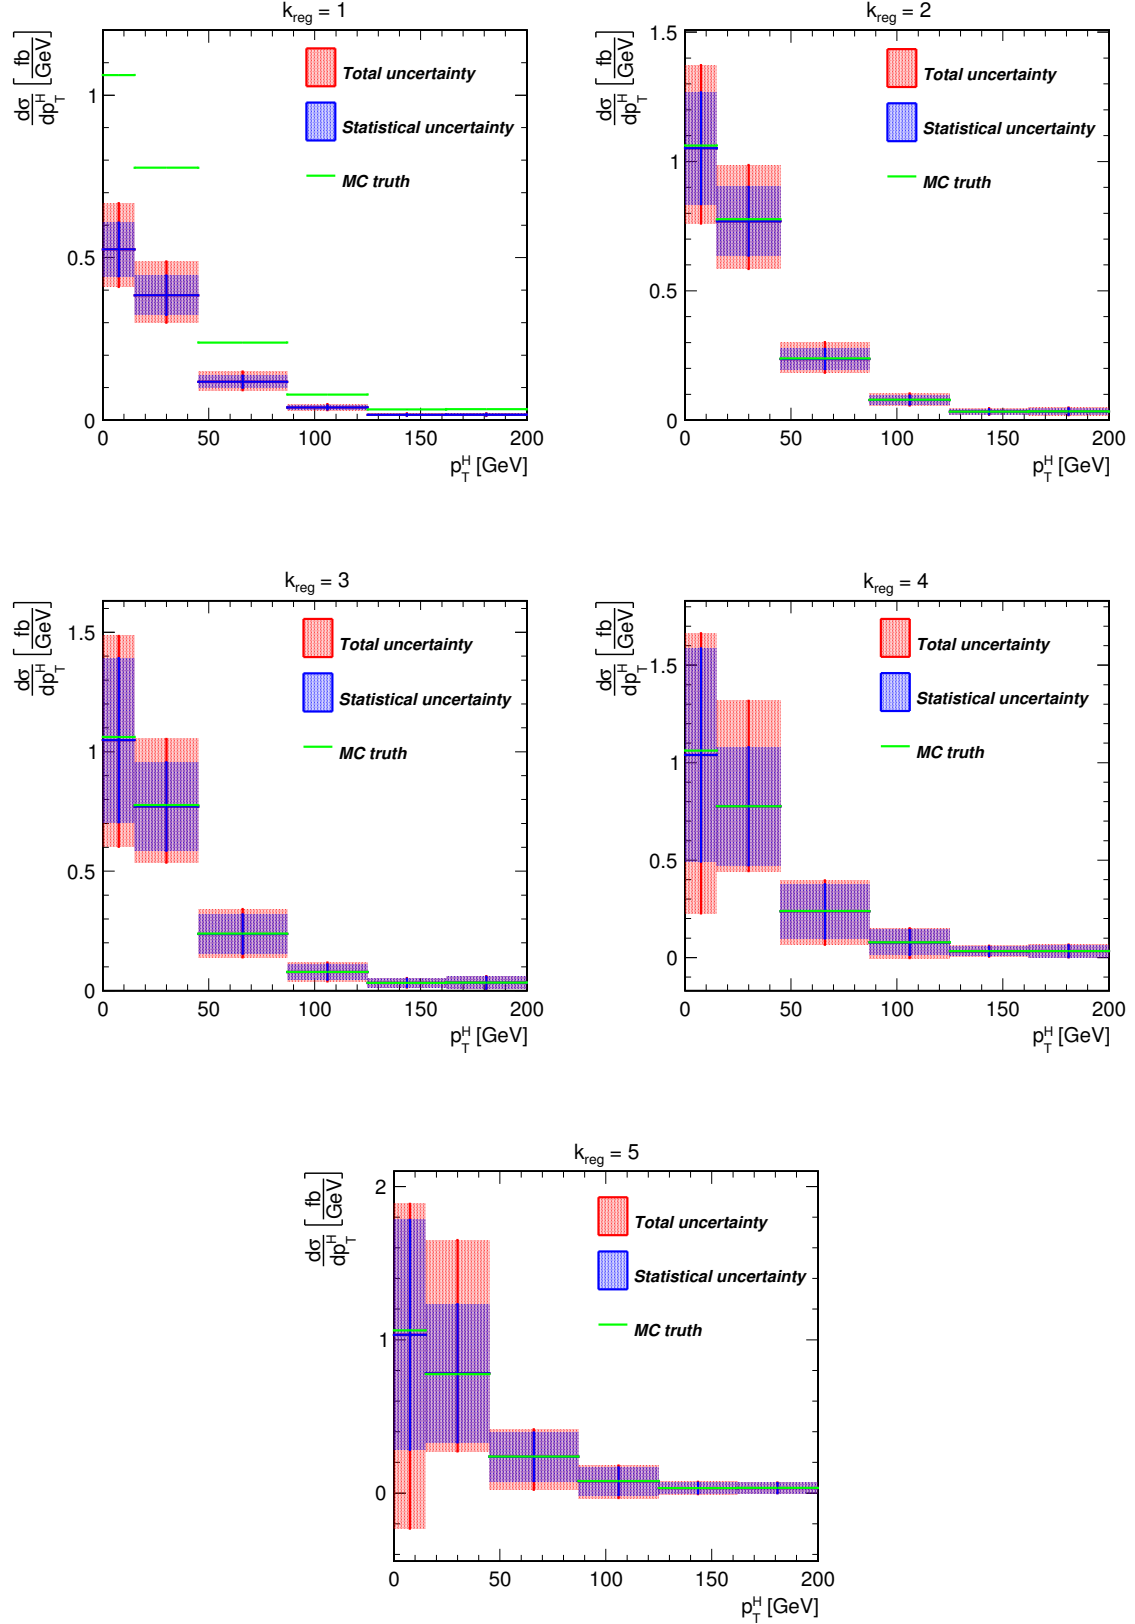 k_reg = 1
dσ/dp_T^H [fb/GeV]
Total uncertainty
Statistical uncertainty
MC truth
1
0.5
0
0 50 100 150 200
p_T^H [GeV]
k_reg = 2
dσ/dp_T^H [fb/GeV]
Total uncertainty
Statistical uncertainty
MC truth
1.5
1
0.5
0
0 50 100 150 200
p_T^H [GeV]
k_reg = 3
dσ/dp_T^H [fb/GeV]
Total uncertainty
Statistical uncertainty
MC truth
1.5
1
0.5
0
0 50 100 150 200
p_T^H [GeV]
k_reg = 4
dσ/dp_T^H [fb/GeV]
Total uncertainty
Statistical uncertainty
MC truth
1.5
1
0.5
0
0 50 100 150 200
p_T^H [GeV]
k_reg = 5
dσ/dp_T^H [fb/GeV]
Total uncertainty
Statistical uncertainty
MC truth
2
1
0
0 50 100 150 200
p_T^H [GeV]